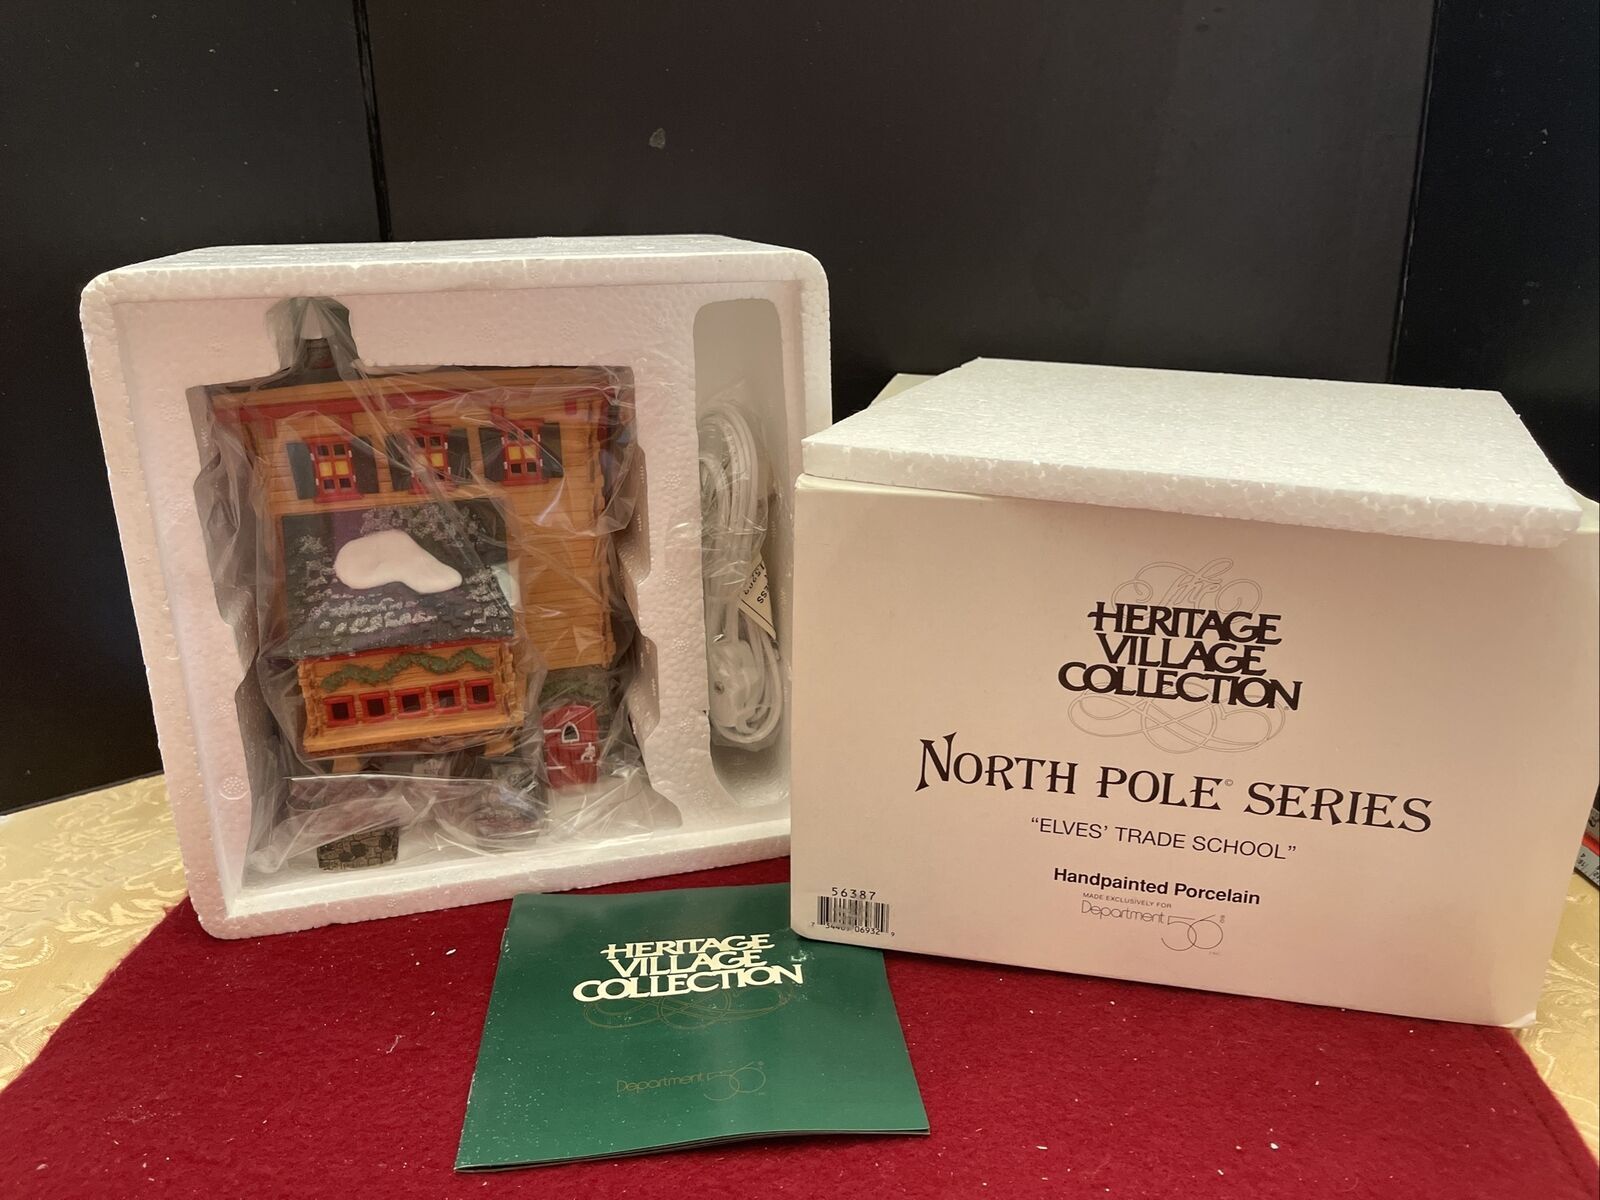 The
HERITAGE
VILLAGE
COLLECTION
NORTH POLE© SERIES
“ELVES’ TRADE SCHOOL”
Handpainted Porcelain
MADE EXCLUSIVELY FOR
Department 56®
56387
HERITAGE
VILLAGE
COLLECTION
Department 56®